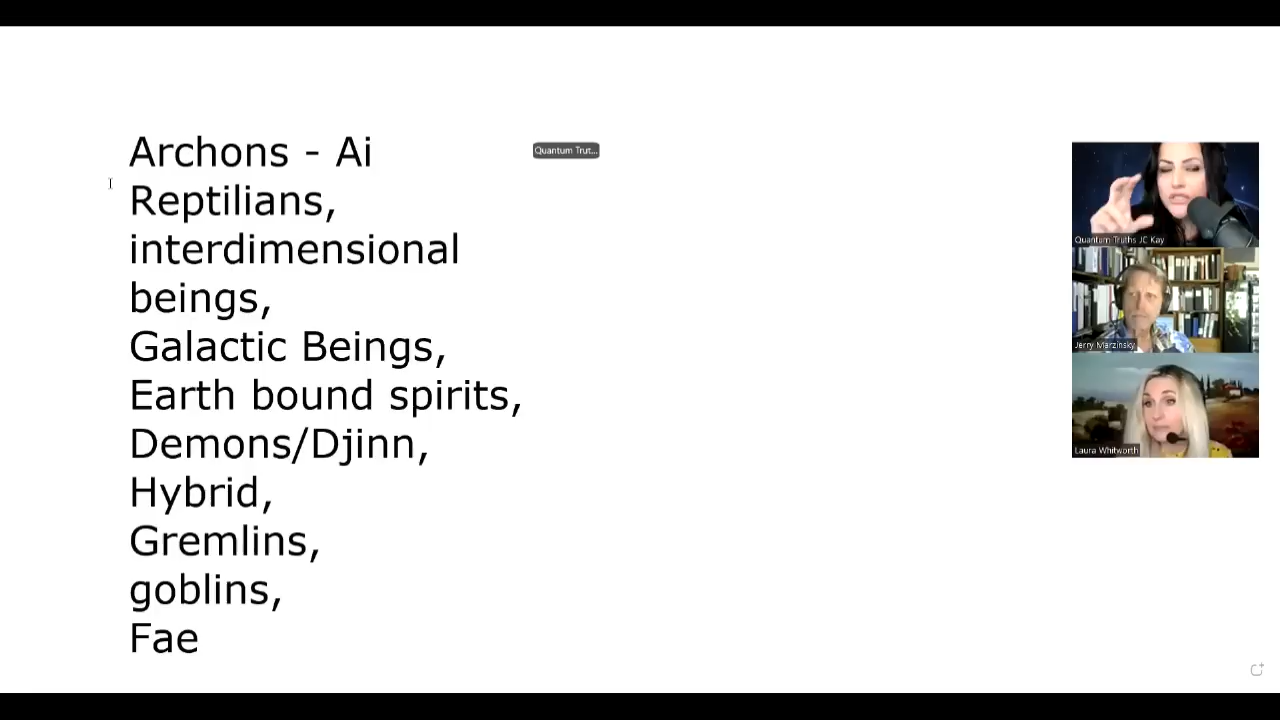 Archons - Ai
Quantum Trut...
Reptilians,
interdimensional
beings,
Galactic Beings,
Earth bound spirits,
Demons/Djinn,
Hybrid,
Gremlins,
goblins,
Fae
Quantum Truths JC Kay
Jerry Marzinsky
Laura Whitworth